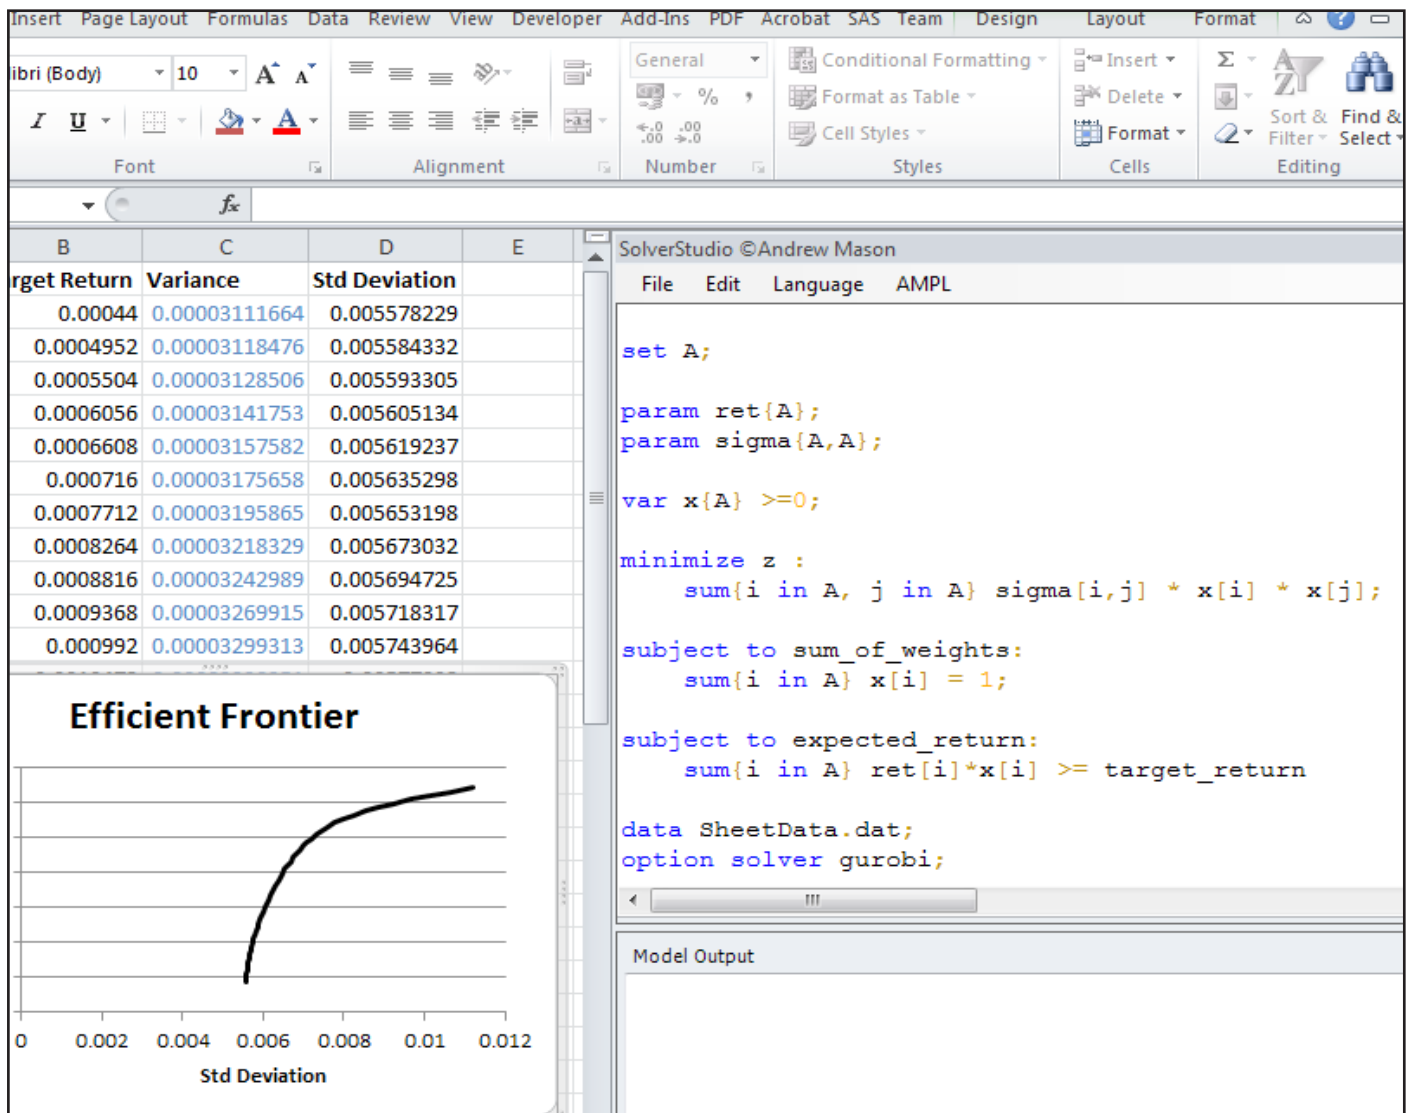 Insert Page Layout Formulas Data Review View Developer Add-Ins PDF Acrobat SAS Team Design Layout Format
libri (Body) 10 A A
General
Conditional Formatting
Insert
Σ
% ,
Format as Table
Delete
I U A
Cell Styles
Format
Sort & Filter
Find & Select
Font Alignment Number Styles Cells Editing
fx
B C D E
rget Return Variance Std Deviation
0.00044 0.00003111664 0.005578229
0.0004952 0.00003118476 0.005584332
0.0005504 0.00003128506 0.005593305
0.0006056 0.00003141753 0.005605134
0.0006608 0.00003157582 0.005619237
0.000716 0.00003175658 0.005635298
0.0007712 0.00003195865 0.005653198
0.0008264 0.00003218329 0.005673032
0.0008816 0.00003242989 0.005694725
0.0009368 0.00003269915 0.005718317
0.000992 0.00003299313 0.005743964
Efficient Frontier
0 0.002 0.004 0.006 0.008 0.01 0.012
Std Deviation
SolverStudio ©Andrew Mason
File Edit Language AMPL
set A;
param ret{A};
param sigma{A,A};
var x{A} >=0;
minimize z :
sum{i in A, j in A} sigma[i,j] * x[i] * x[j];
subject to sum_of_weights:
sum{i in A} x[i] = 1;
subject to expected_return:
sum{i in A} ret[i]*x[i] >= target_return
data SheetData.dat;
option solver gurobi;
Model Output